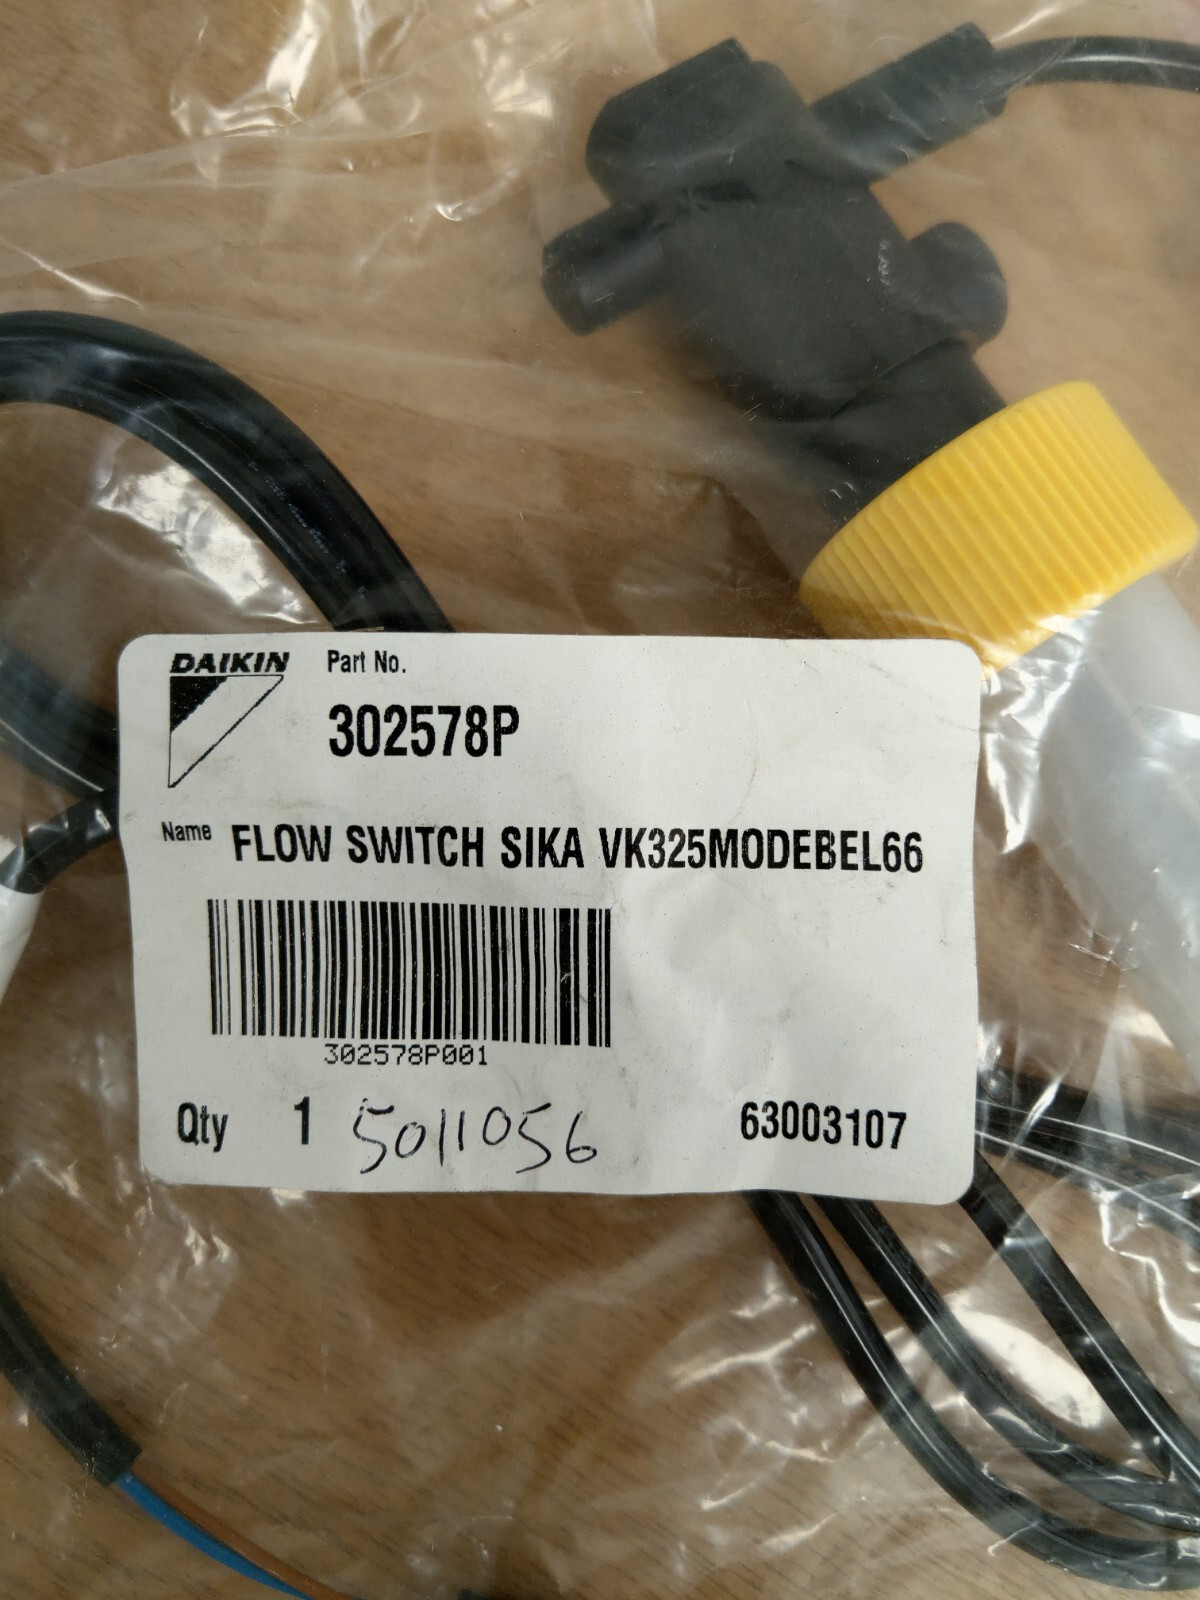 DAIKIN
Part No.
302578P
Name FLOW SWITCH SIKA VK325MODEBEL66
302578P001
Qty 1 5011056 63003107